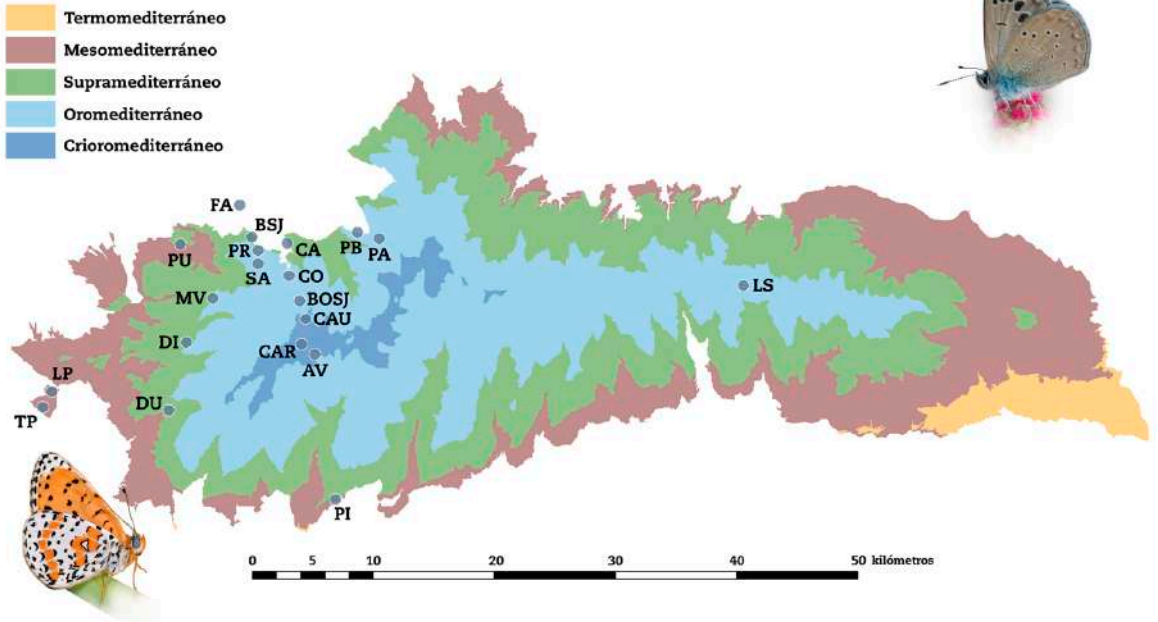 Termomediterráneo
Mesomediterráneo
Supramediterráneo
Oromediterráneo
Crioromediterráneo
FA
BSJ
PU
PR
CA
PB
PA
SA
CO
LS
MV
BOSJ
CAU
DI
CAR
AV
LP
DU
TP
PI
0 5 10 20 30 40 50 kilómetros